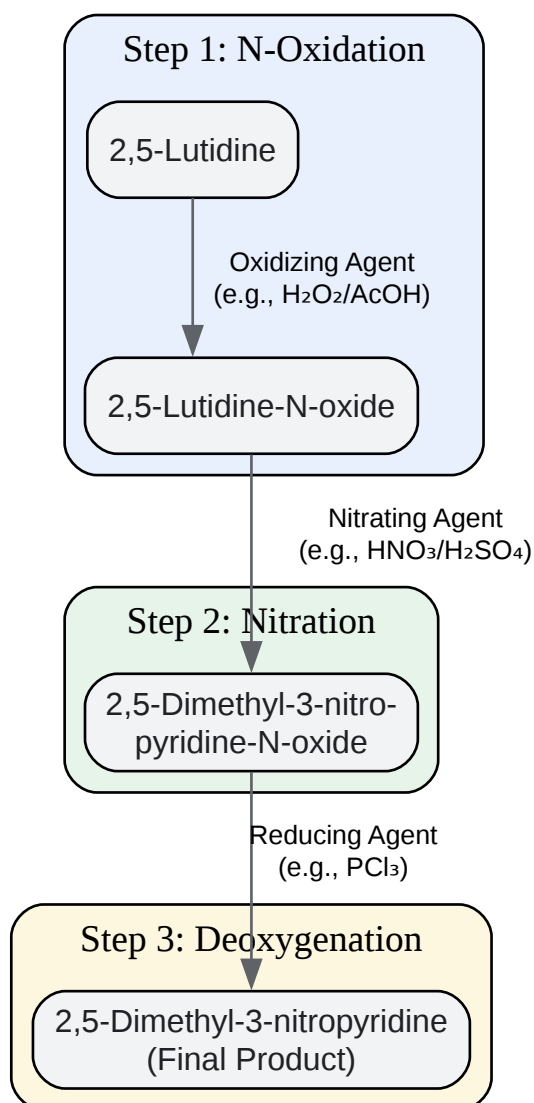 Step 1: N-Oxidation
2,5-Lutidine
Oxidizing Agent
(e.g., H₂O₂/AcOH)
2,5-Lutidine-N-oxide
Nitrating Agent
(e.g., HNO₃/H₂SO₄)
Step 2: Nitration
2,5-Dimethyl-3-nitro-
pyridine-N-oxide
Reducing Agent
(e.g., PCl₃)
Step 3: Deoxygenation
2,5-Dimethyl-3-nitropyridine
(Final Product)